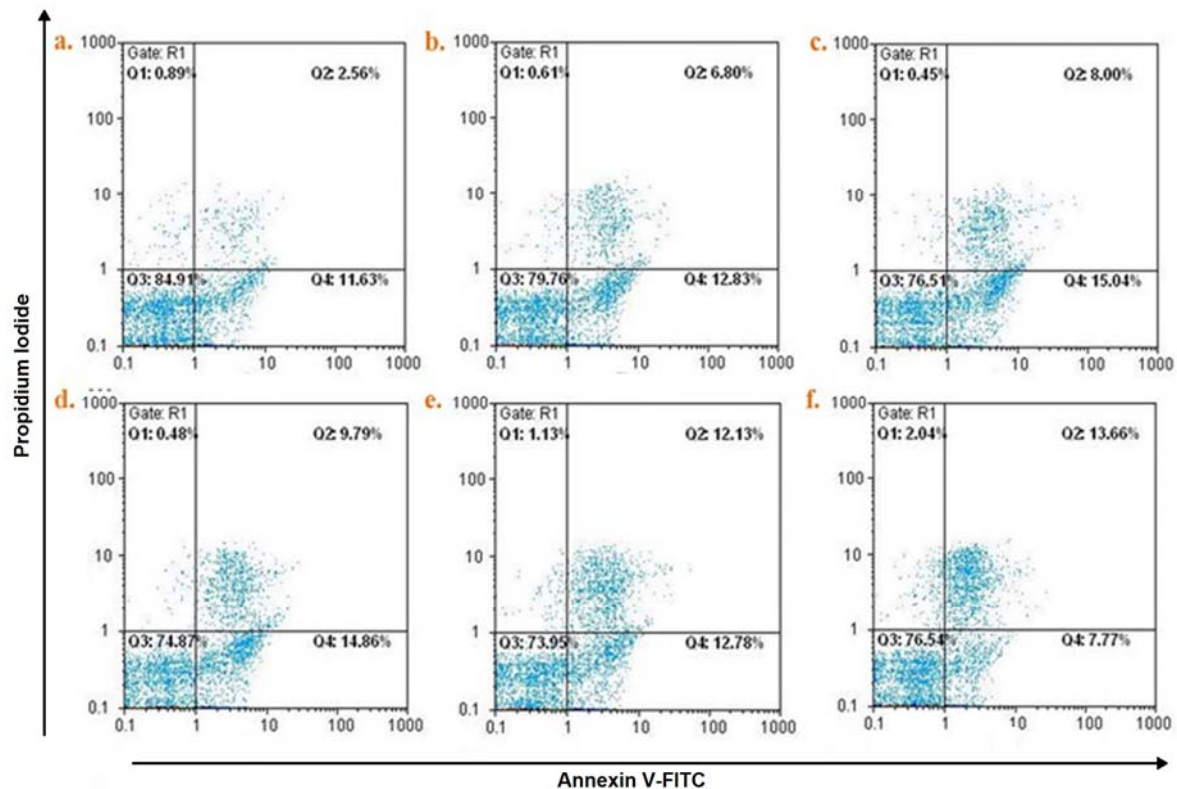 a.
Gate: R1
Q1: 0.89%
Q2: 2.56%
1000
100
10
1
0.1
Q3: 84.91%
Q4: 11.63%
0.1 1 10 100 1000
b.
Gate: R1
Q1: 0.61%
Q2: 6.80%
1000
100
10
1
0.1
Q3: 79.76%
Q4: 12.83%
0.1 1 10 100 1000
c.
Gate: R1
Q1: 0.45%
Q2: 8.00%
1000
100
10
1
0.1
Q3: 76.51%
Q4: 15.04%
0.1 1 10 100 1000
d.
Gate: R1
Q1: 0.48%
Q2: 9.79%
1000
100
10
1
0.1
Q3: 74.87%
Q4: 14.86%
0.1 1 10 100 1000
e.
Gate: R1
Q1: 1.13%
Q2: 12.13%
1000
100
10
1
0.1
Q3: 73.95%
Q4: 12.78%
0.1 1 10 100 1000
f.
Gate: R1
Q1: 2.04%
Q2: 13.66%
1000
100
10
1
0.1
Q3: 76.54%
Q4: 7.77%
0.1 1 10 100 1000
Propidium Iodide
Annexin V-FITC